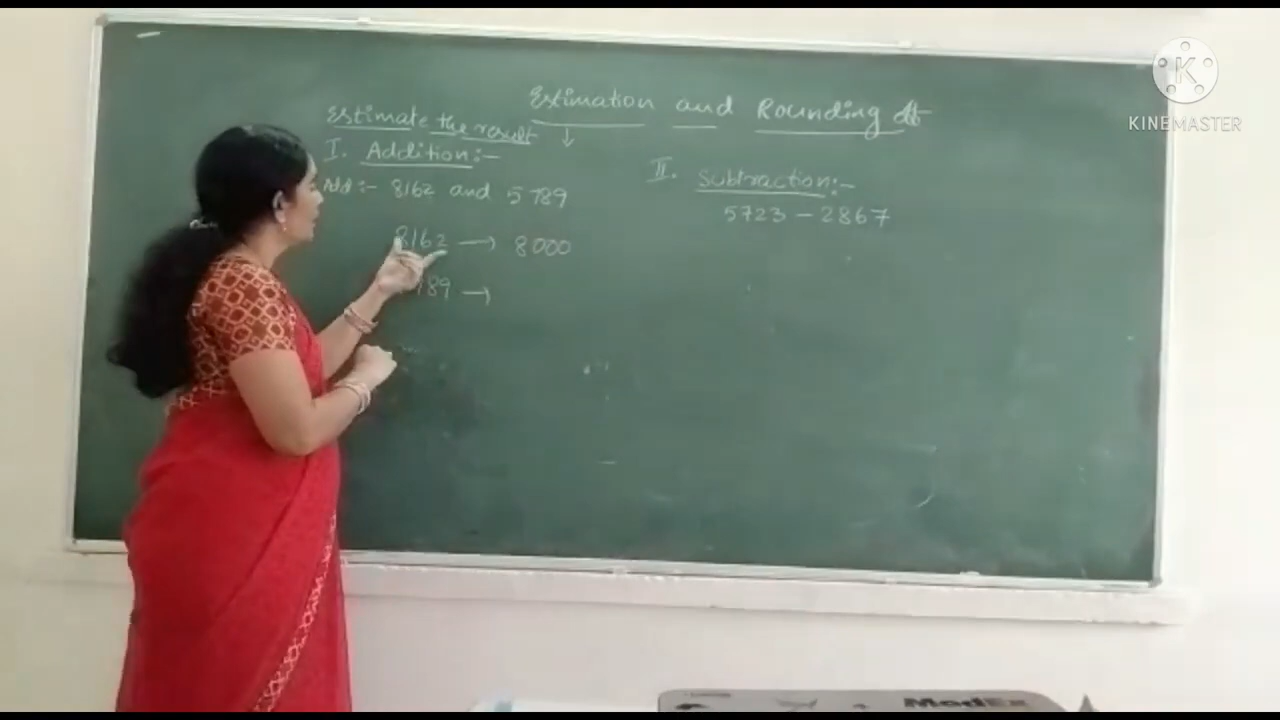 Estimation and Rounding off
Estimate the result
I. Addition:-
Add:- 8162 and 5789
8162 → 8000
789 →
II. Subtraction:-
5723 - 2867
KINEMASTER